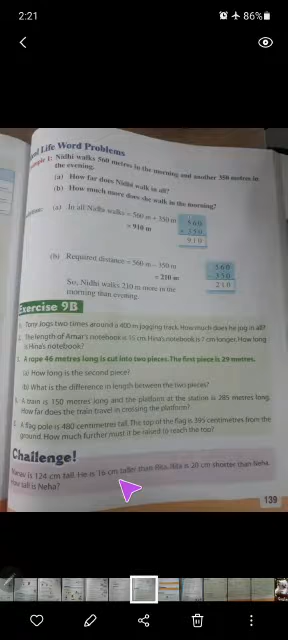 2:21
86%
Real Life Word Problems
Example 1: Nidhi walks 560 metres in the morning and another 350 metres in
the evening.
(a) How far does Nidhi walk in all?
(b) How much more does she walk in the morning?
(a) In all Nidhi walks = 560 m + 350 m
= 910 m
560
+ 350
910
(b) Required distance = 560 m – 350 m
= 210 m
So, Nidhi walks 210 m more in the
morning than evening.
560
– 350
210
Exercise 9B
1. Tony jogs two times around a 400 m jogging track. How much does he jog in all?
2. The length of Amar's notebook is 15 cm. Hina's notebook is 7 cm longer. How long
is Hina's notebook?
3. A rope 46 metres long is cut into two pieces. The first piece is 29 metres.
(a) How long is the second piece?
(b) What is the difference in length between the two pieces?
A train is 150 metres long and the platform at the station is 285 metres long.
How far does the train travel in crossing the platform?
A flag pole is 480 centimetres tall. The top of the flag is 395 centimetres from the
ground. How much further must it be raised to reach the top?
Challenge!
is 124 cm tall. He is 16 cm taller than Rita. Rita is 20 cm shorter than Neha.
How tall is Neha?
139